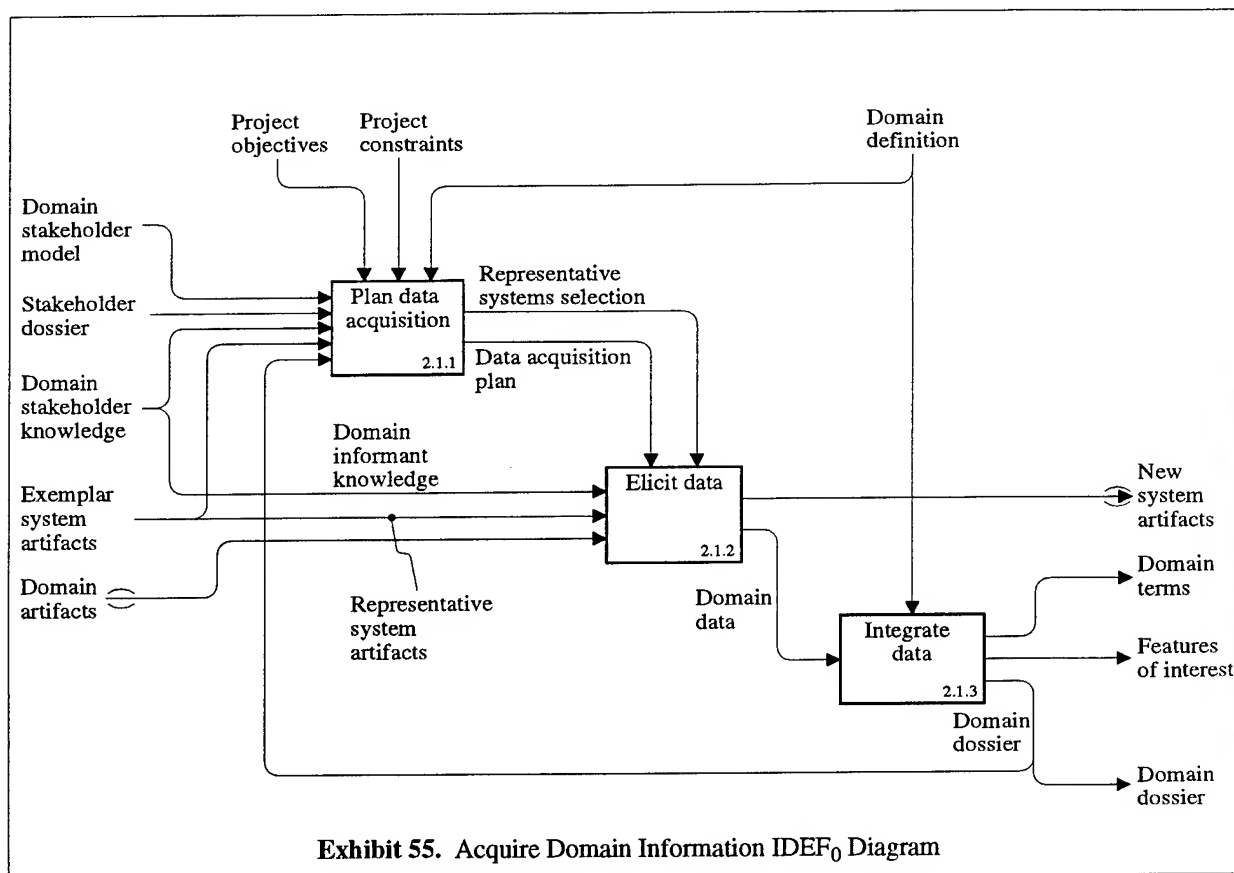 Project
objectives
Project
constraints
Domain
definition
Domain
stakeholder
model
Stakeholder
dossier
Domain
stakeholder
knowledge
Exemplar
system
artifacts
Domain
artifacts
Plan data
acquisition
2.1.1
Representative
systems selection
Data acquisition
plan
Domain
informant
knowledge
Elicit data
2.1.2
Representative
system
artifacts
Domain
data
Integrate
data
2.1.3
Domain
dossier
New
system
artifacts
Domain
terms
Features
of interest
Domain
dossier
Exhibit 55. Acquire Domain Information IDEF0 Diagram